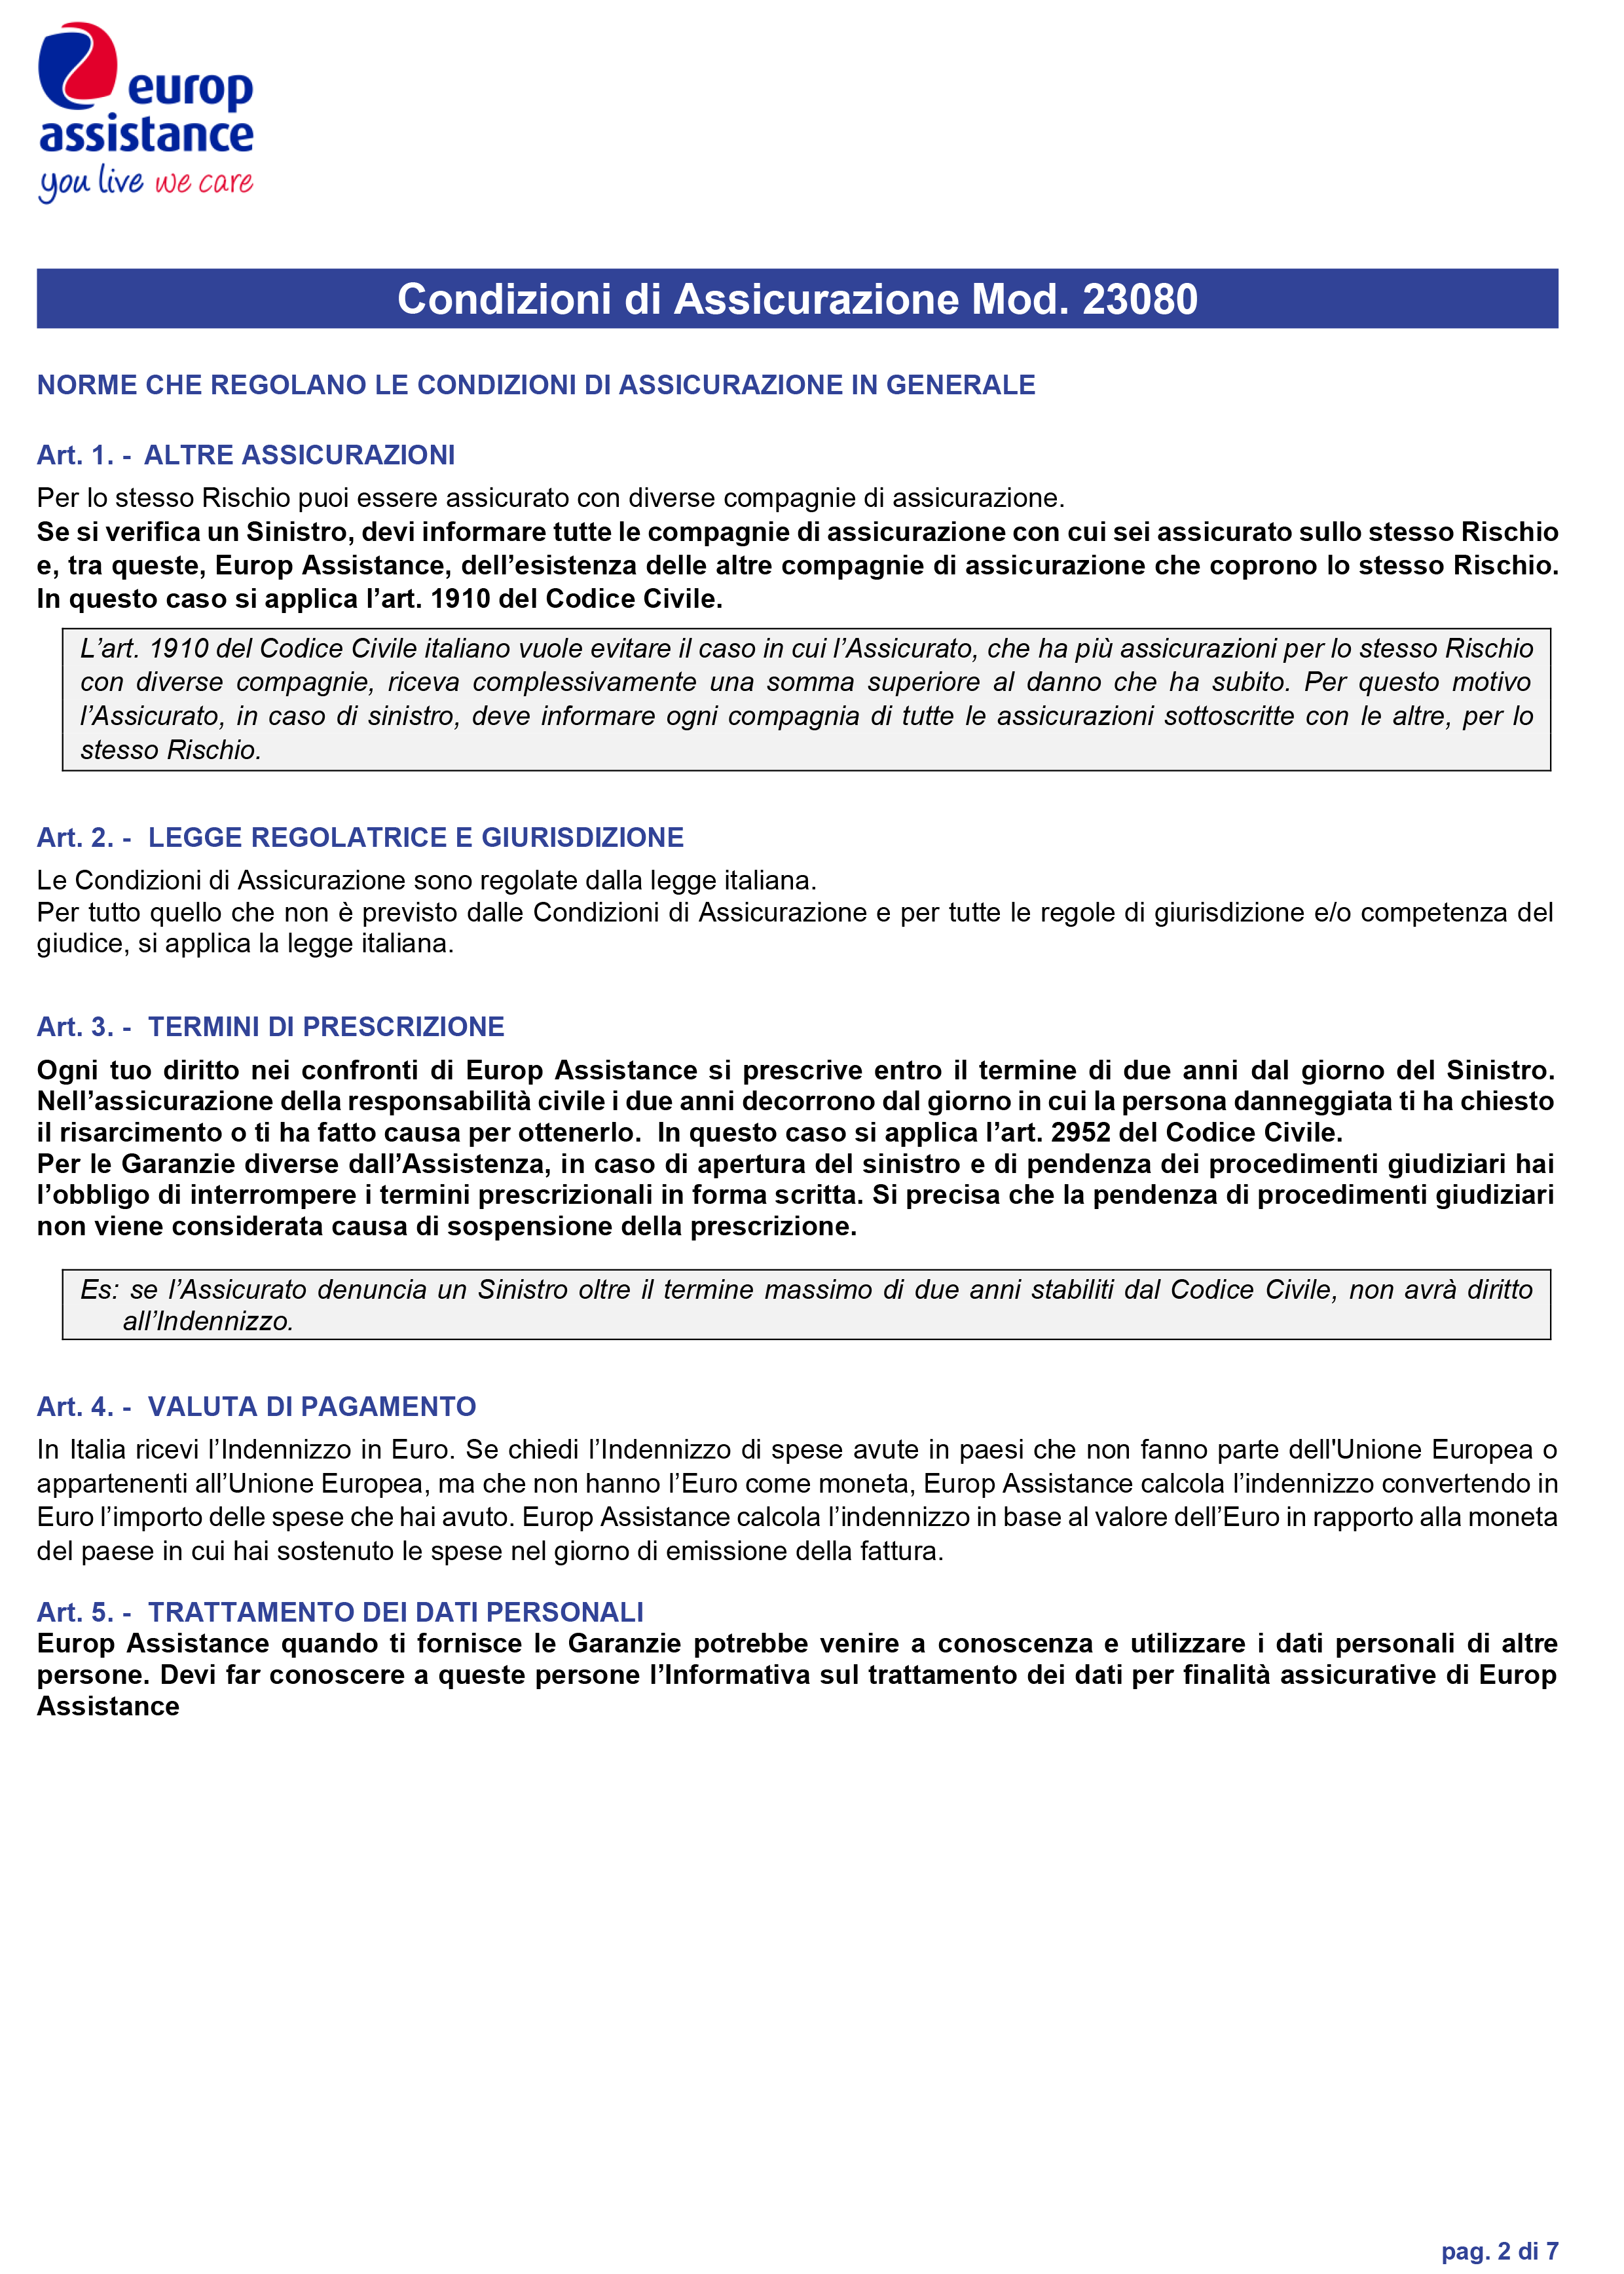 europ
assistance
you live we care
Condizioni di Assicurazione Mod. 23080
NORME CHE REGOLANO LE CONDIZIONI DI ASSICURAZIONE IN GENERALE
Art. 1. - ALTRE ASSICURAZIONI
Per lo stesso Rischio puoi essere assicurato con diverse compagnie di assicurazione.
Se si verifica un Sinistro, devi informare tutte le compagnie di assicurazione con cui sei assicurato sullo stesso Rischio
e, tra queste, Europ Assistance, dell’esistenza delle altre compagnie di assicurazione che coprono lo stesso Rischio.
In questo caso si applica l’art. 1910 del Codice Civile.
L’art. 1910 del Codice Civile italiano vuole evitare il caso in cui l’Assicurato, che ha più assicurazioni per lo stesso Rischio
con diverse compagnie, riceva complessivamente una somma superiore al danno che ha subito. Per questo motivo
l’Assicurato, in caso di sinistro, deve informare ogni compagnia di tutte le assicurazioni sottoscritte con le altre, per lo
stesso Rischio.
Art. 2. - LEGGE REGOLATRICE E GIURISDIZIONE
Le Condizioni di Assicurazione sono regolate dalla legge italiana.
Per tutto quello che non è previsto dalle Condizioni di Assicurazione e per tutte le regole di giurisdizione e/o competenza del
giudice, si applica la legge italiana.
Art. 3. - TERMINI DI PRESCRIZIONE
Ogni tuo diritto nei confronti di Europ Assistance si prescrive entro il termine di due anni dal giorno del Sinistro.
Nell’assicurazione della responsabilità civile i due anni decorrono dal giorno in cui la persona danneggiata ti ha chiesto
il risarcimento o ti ha fatto causa per ottenerlo. In questo caso si applica l’art. 2952 del Codice Civile.
Per le Garanzie diverse dall’Assistenza, in caso di apertura del sinistro e di pendenza dei procedimenti giudiziari hai
l’obbligo di interrompere i termini prescrizionali in forma scritta. Si precisa che la pendenza di procedimenti giudiziari
non viene considerata causa di sospensione della prescrizione.
Es: se l’Assicurato denuncia un Sinistro oltre il termine massimo di due anni stabiliti dal Codice Civile, non avrà diritto
all’Indennizzo.
Art. 4. - VALUTA DI PAGAMENTO
In Italia ricevi l’Indennizzo in Euro. Se chiedi l’Indennizzo di spese avute in paesi che non fanno parte dell'Unione Europea o
appartenenti all’Unione Europea, ma che non hanno l’Euro come moneta, Europ Assistance calcola l’indennizzo convertendo in
Euro l’importo delle spese che hai avuto. Europ Assistance calcola l’indennizzo in base al valore dell’Euro in rapporto alla moneta
del paese in cui hai sostenuto le spese nel giorno di emissione della fattura.
Art. 5. - TRATTAMENTO DEI DATI PERSONALI
Europ Assistance quando ti fornisce le Garanzie potrebbe venire a conoscenza e utilizzare i dati personali di altre
persone. Devi far conoscere a queste persone l’Informativa sul trattamento dei dati per finalità assicurative di Europ
Assistance
pag. 2 di 7